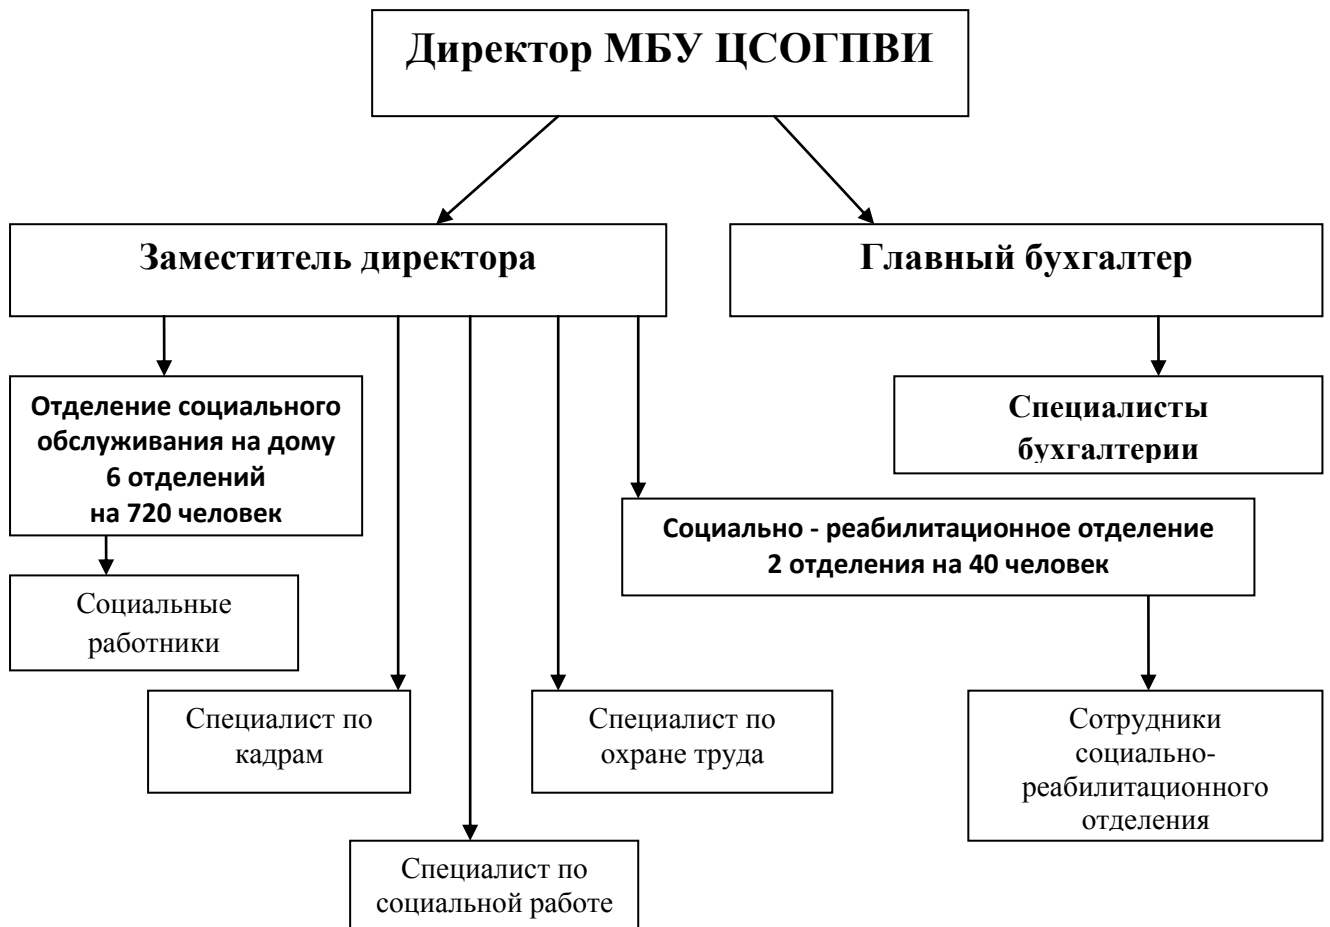 Директор МБУ ЦСОГПВИ
Заместитель директора
Главный бухгалтер
Отделение социального
обслуживания на дому
6 отделений
на 720 человек
Специалисты
бухгалтерии
Социально - реабилитационное отделение
2 отделения на 40 человек
Социальные
работники
Специалист по
кадрам
Специалист по
охране труда
Сотрудники
социально-
реабилитационного
отделения
Специалист по
социальной работе